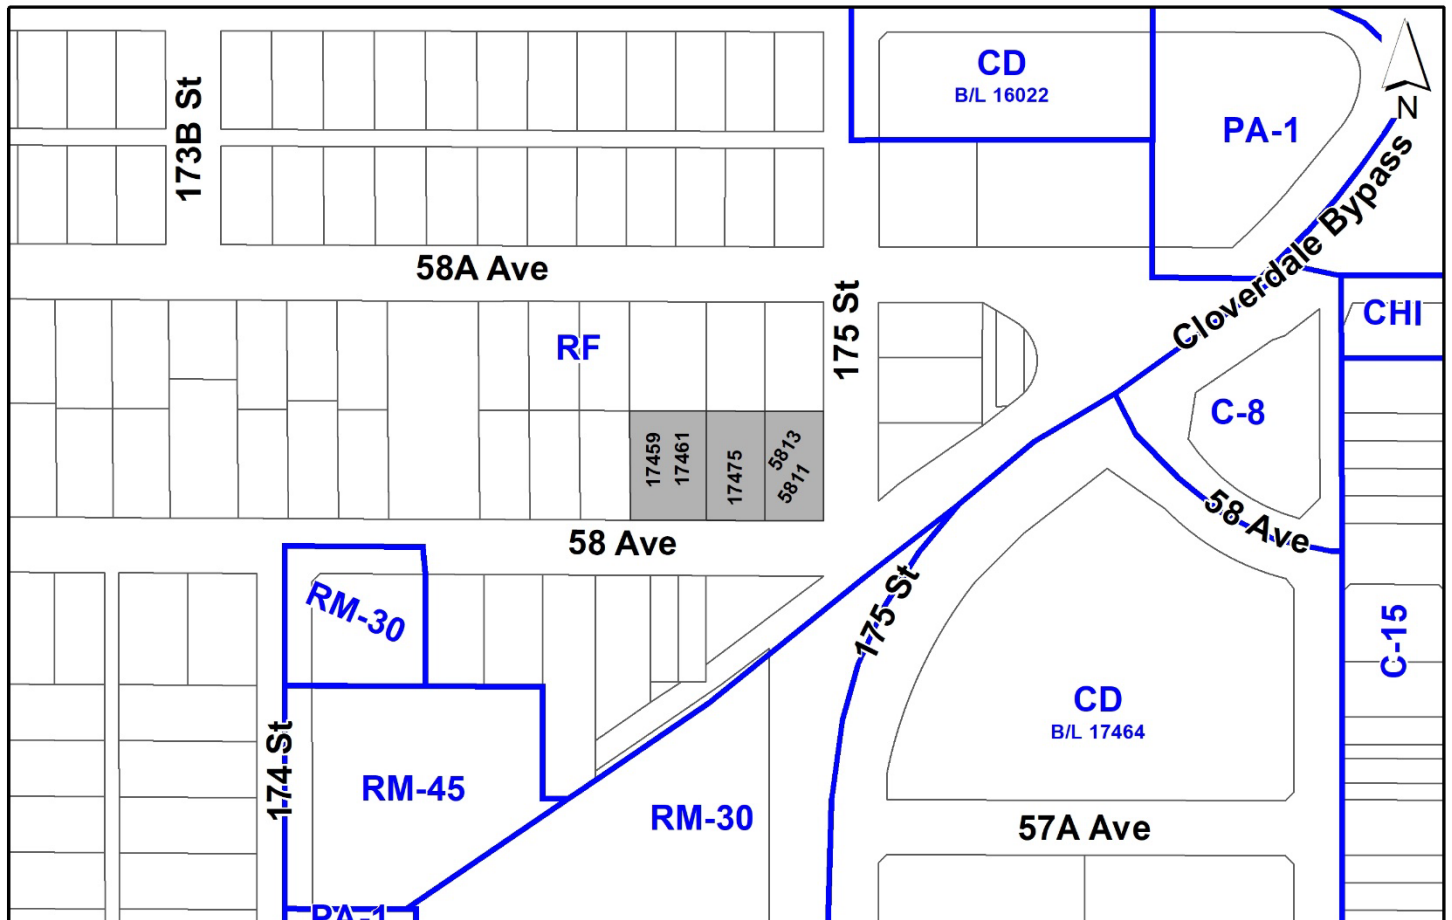 CD
B/L 16022
173B St
N
PA-1
Cloverdale Bypass
58A Ave
175 St
CHI
RF
C-8
17459
17461
17475
5813
5811
58 Ave
58 Ave
RM-30
175 St
C-15
CD
B/L 17464
174 St
RM-45
RM-30
57A Ave
PA-1